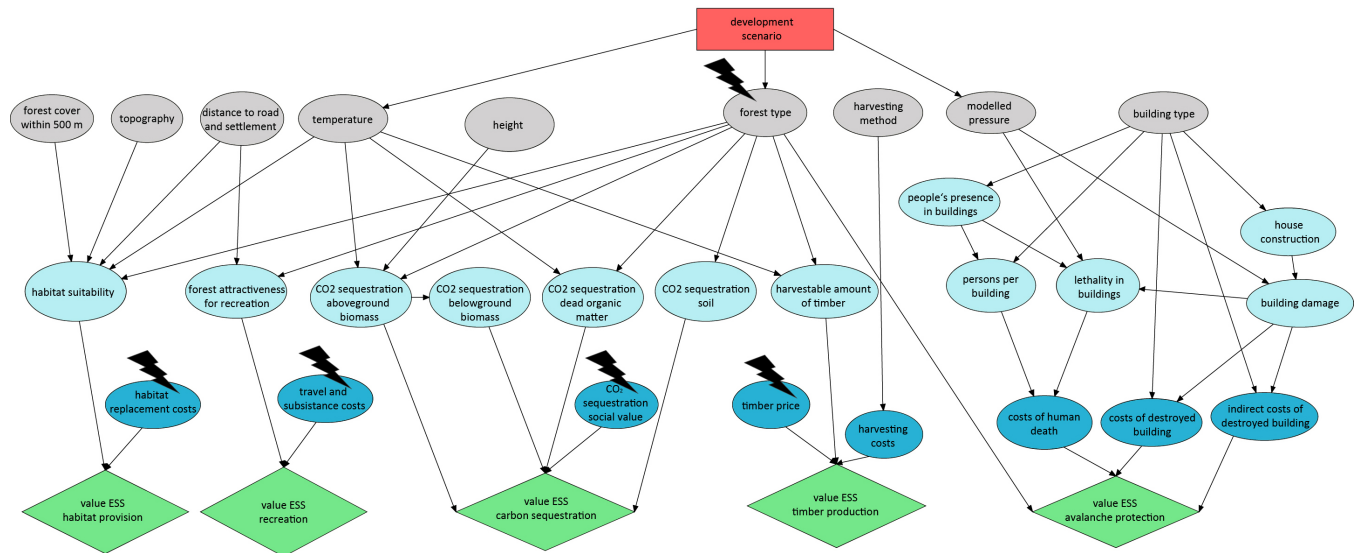 development
scenario
forest cover
within 500 m
topography
distance to road
and settlement
temperature
height
forest type
harvesting
method
modelled
pressure
building type
people's presence
in buildings
house
construction
habitat suitability
forest attractiveness
for recreation
CO2 sequestration
aboveground
biomass
CO2 sequestration
belowground
biomass
CO2 sequestration
dead organic
matter
CO2 sequestration
soil
harvestable amount
of timber
persons per
building
lethality in
buildings
building damage
habitat
replacement costs
travel and
subsistance costs
CO₂
sequestration
social value
timber price
harvesting
costs
costs of human
death
costs of destroyed
building
indirect costs of
destroyed building
value ESS
habitat provision
value ESS
recreation
value ESS
carbon sequestration
value ESS
timber production
value ESS
avalanche protection